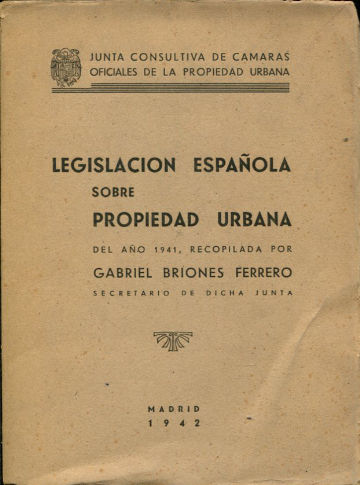 JUNTA CONSULTIVA DE CAMARAS
OFICIALES DE LA PROPIEDAD URBANA
LEGISLACION ESPAÑOLA
SOBRE
PROPIEDAD URBANA
DEL AÑO 1941, RECOPILADA POR
GABRIEL BRIONES FERRERO
SECRETARIO DE DICHA JUNTA
MADRID
1942